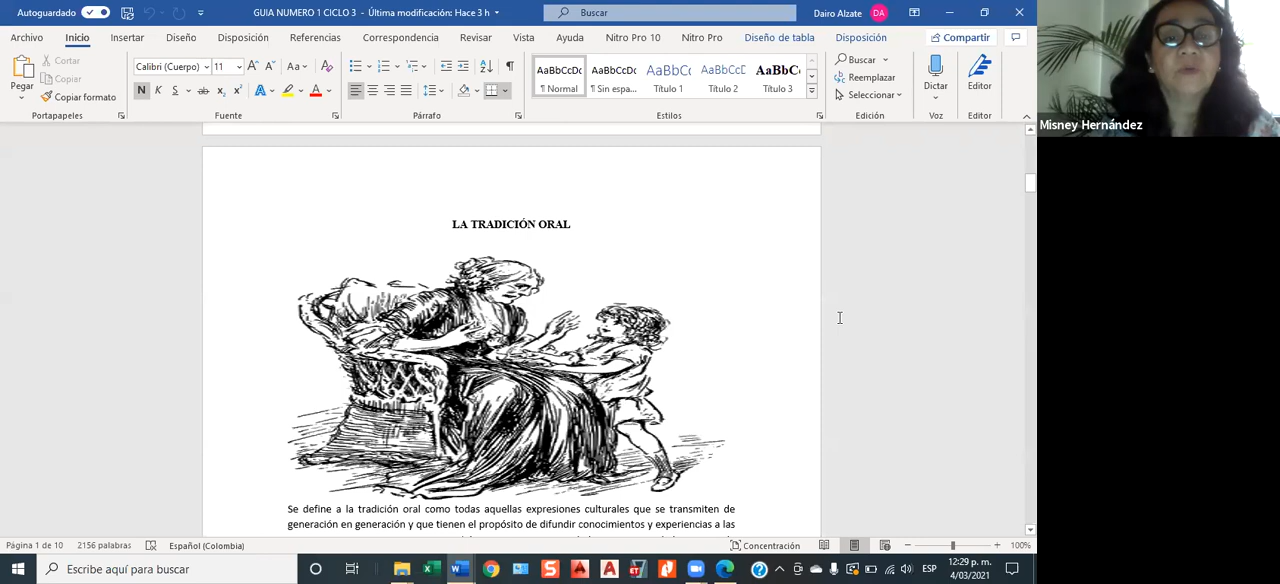 Autoguardado
GUIA NUMERO 1 CICLO 3 - Última modificación: Hace 3 h
Buscar
Dairo Alzate
DA
Archivo Inicio Insertar Diseño Disposición Referencias Correspondencia Revisar Vista Ayuda Nitro Pro 10 Nitro Pro Diseño de tabla Disposición
Compartir
Pegar
Cortar
Copiar
Copiar formato
Portapapeles
Calibri (Cuerpo) 11
N K S
Fuente
Párrafo
AaBbCcDc AaBbCcDc AaBbCc AaBbCcD AaBbC
¶ Normal ¶ Sin espa... Título 1 Título 2 Título 3
Estilos
Buscar
Reemplazar
Seleccionar
Edición
Dictar
Voz
Editor
Editor
Misney Hernández
LA TRADICIÓN ORAL
Se define a la tradición oral como todas aquellas expresiones culturales que se transmiten de
generación en generación y que tienen el propósito de difundir conocimientos y experiencias a las
Página 1 de 10 2156 palabras Español (Colombia)
Concentración
100%
Escribe aquí para buscar
ESP
12:29 p. m.
4/03/2021